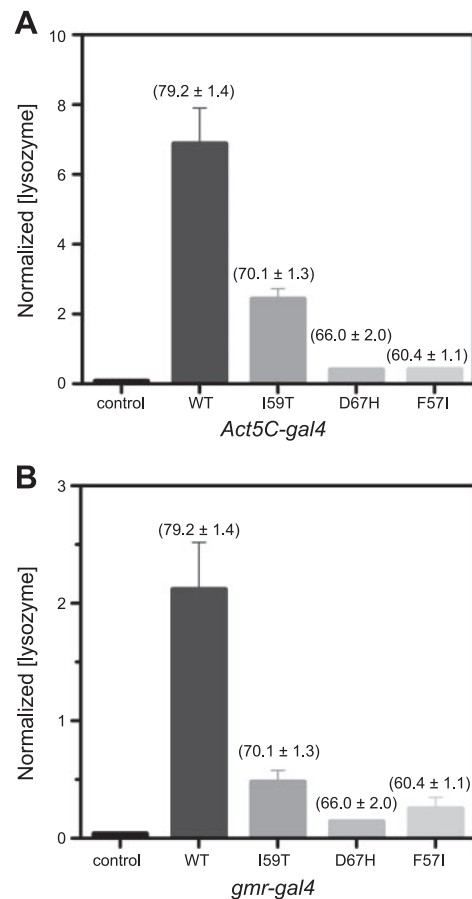 A
Normalized [lysozyme]
10
8
6
4
2
0
(79.2 ± 1.4)
(70.1 ± 1.3)
(66.0 ± 2.0)
(60.4 ± 1.1)
control WT I59T D67H F57I
Act5C-gal4
B
Normalized [lysozyme]
3
2
1
0
(79.2 ± 1.4)
(70.1 ± 1.3)
(66.0 ± 2.0)
(60.4 ± 1.1)
control WT I59T D67H F57I
gmr-gal4